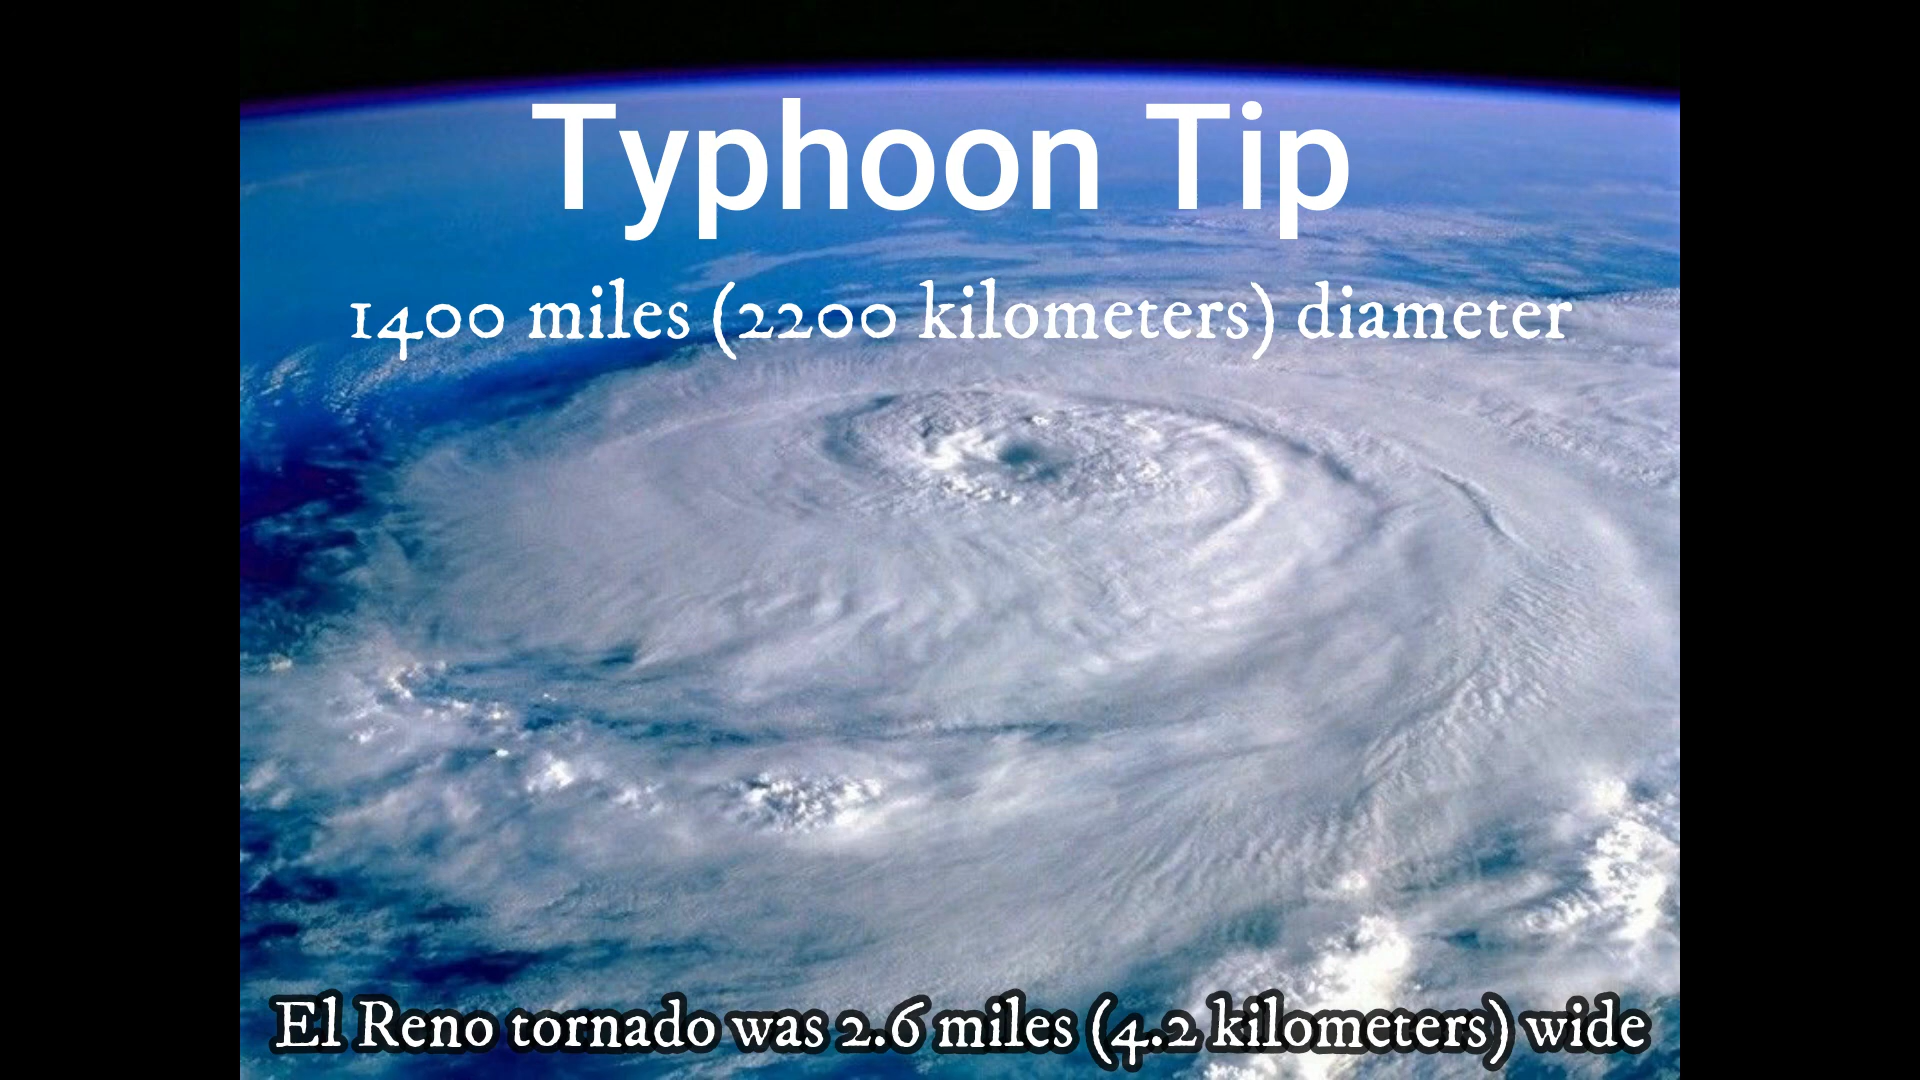 Typhoon Tip
1400 miles (2200 kilometers) diameter
El Reno tornado was 2.6 miles (4.2 kilometers) wide